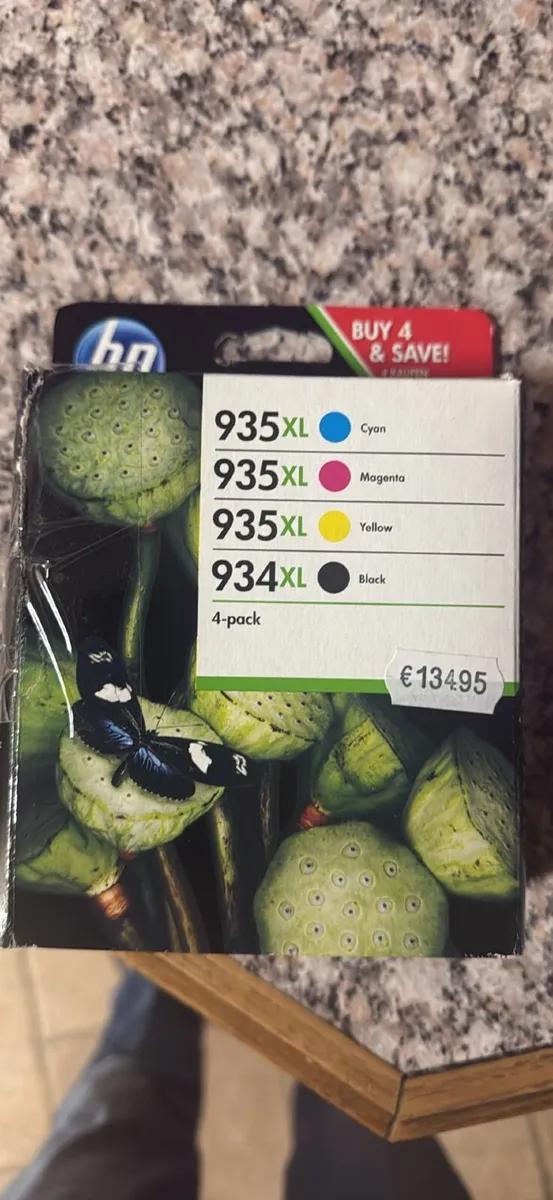 hp
BUY 4
& SAVE!
935XL Cyan
935XL Magenta
935XL Yellow
934XL Black
4-pack
€13495